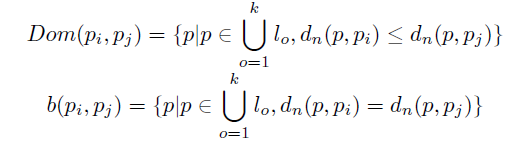 Dom(p_i, p_j) = {p|p ∈ ⋃_{o=1}^{k} l_o, d_n(p, p_i) ≤ d_n(p, p_j)}
b(p_i, p_j) = {p|p ∈ ⋃_{o=1}^{k} l_o, d_n(p, p_i) = d_n(p, p_j)}